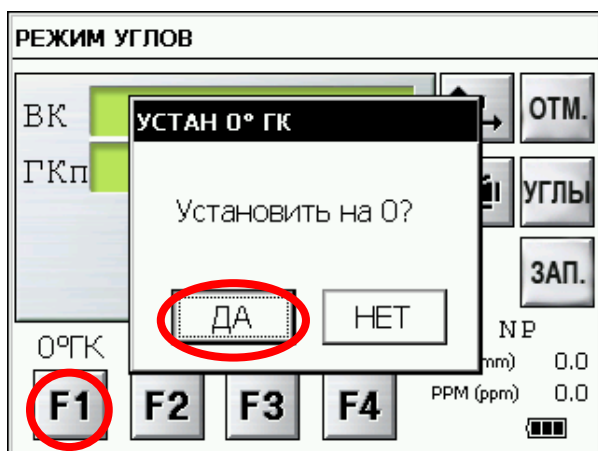 РЕЖИМ УГЛОВ
ВК
УСТАН 0° ГК
ОТМ.
ГКп
Установить на 0?
УГЛЫ
ЗАП.
ДА НЕТ
0°ГК
NP
mm) 0.0
F1 F2 F3 F4
PPM (ppm) 0.0